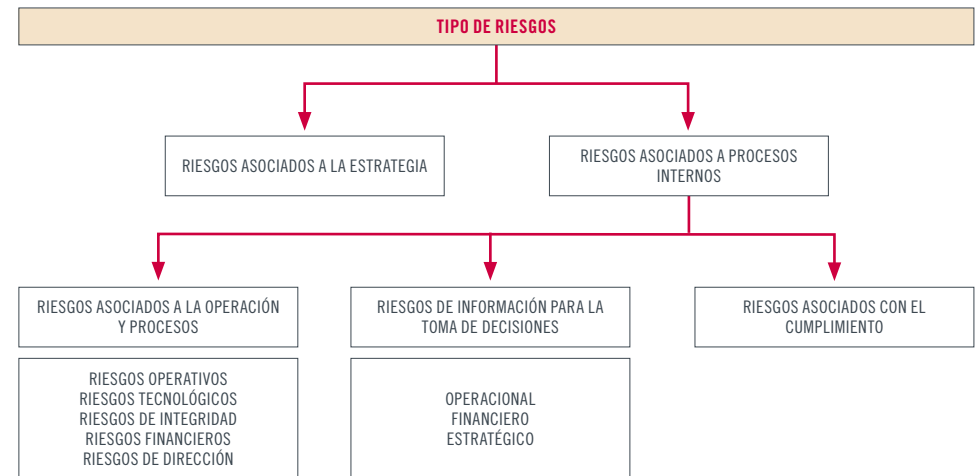 TIPO DE RIESGOS
RIESGOS ASOCIADOS A LA ESTRATEGIA
RIESGOS ASOCIADOS A PROCESOS
INTERNOS
RIESGOS ASOCIADOS A LA OPERACIÓN
Y PROCESOS
RIESGOS DE INFORMACIÓN PARA LA
TOMA DE DECISIONES
RIESGOS ASOCIADOS CON EL
CUMPLIMIENTO
RIESGOS OPERATIVOS
RIESGOS TECNOLÓGICOS
RIESGOS DE INTEGRIDAD
RIESGOS FINANCIEROS
RIESGOS DE DIRECCIÓN
OPERACIONAL
FINANCIERO
ESTRATÉGICO